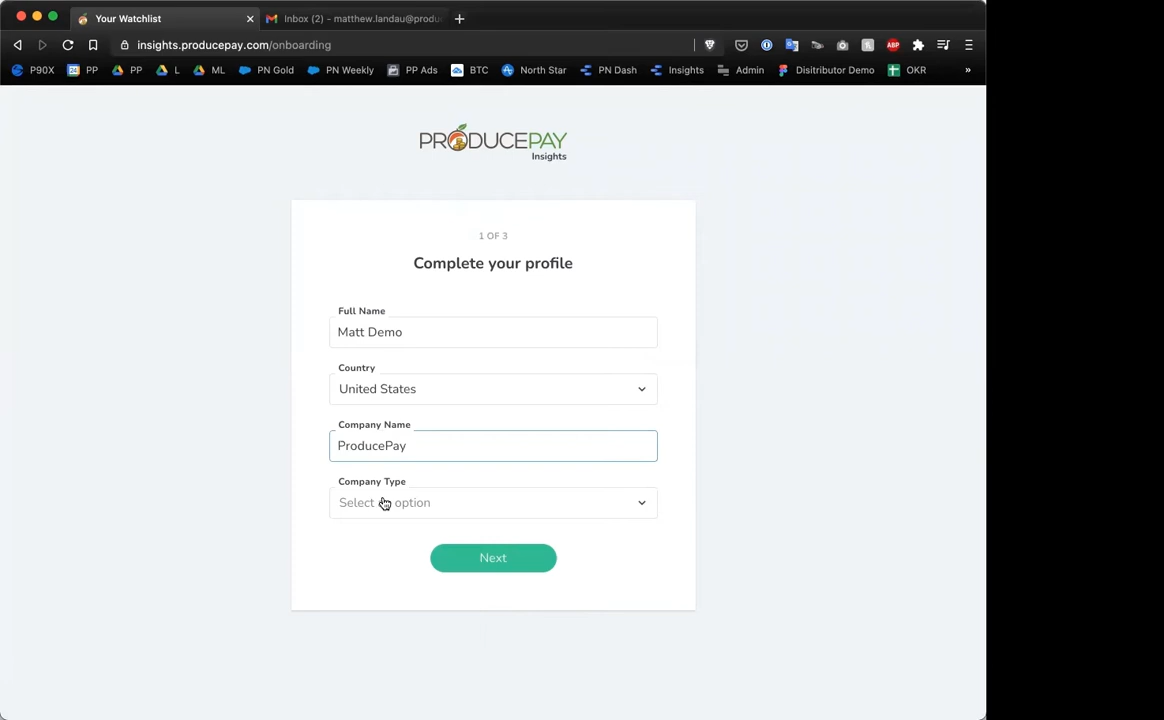 Your Watchlist
Inbox (2) - matthew.landau@produ
insights.producepay.com/onboarding
ABP
P90X
PP
PP
L
ML
PN Gold
PN Weekly
PP Ads
BTC
North Star
PN Dash
Insights
Admin
Disitributor Demo
OKR
»
PRODUCEPAY
Insights
1 OF 3
Complete your profile
Full Name
Matt Demo
Country
United States
Company Name
ProducePay
Company Type
Select option
Next